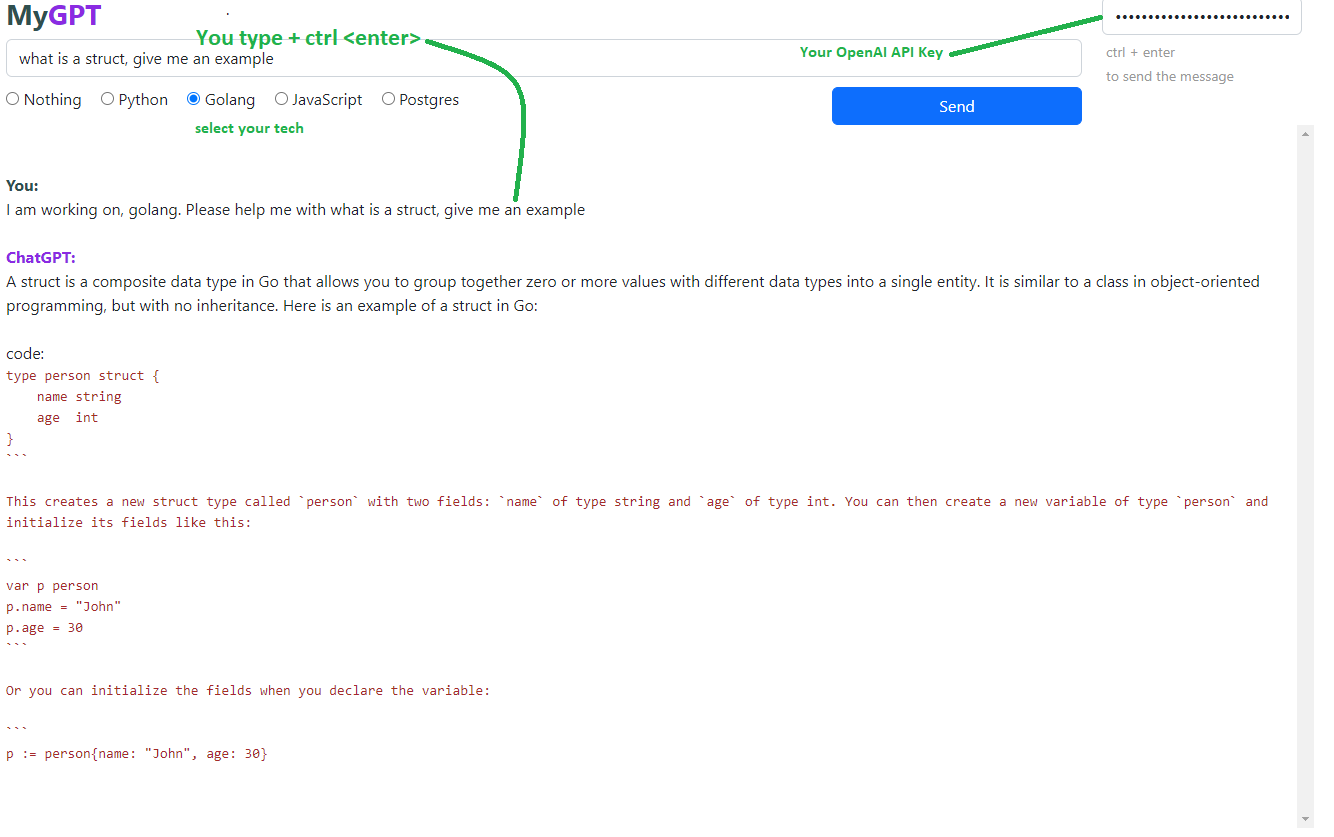 MyGPT
••••••••••••••••••••••••••••
You type + ctrl <enter>
what is a struct, give me an example
Your OpenAI API Key
ctrl + enter
to send the message
Nothing Python Golang JavaScript Postgres
Send
select your tech
You:
I am working on, golang. Please help me with what is a struct, give me an example
ChatGPT:
A struct is a composite data type in Go that allows you to group together zero or more values with different data types into a single entity. It is similar to a class in object-oriented
programming, but with no inheritance. Here is an example of a struct in Go:
code:
type person struct {
    name string
    age  int
}
```
This creates a new struct type called `person` with two fields: `name` of type string and `age` of type int. You can then create a new variable of type `person` and
initialize its fields like this:
```
var p person
p.name = "John"
p.age = 30
```
Or you can initialize the fields when you declare the variable:
```
p := person{name: "John", age: 30}